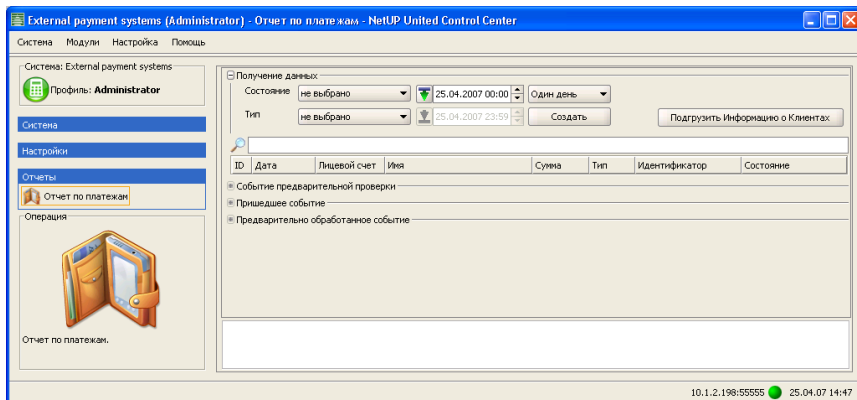 External payment systems (Administrator) - Отчет по платежам - NetUP United Control Center
Система Модули Настройка Помощь
Система: External payment systems
Профиль: Administrator
Система
Настройки
Отчеты
Отчет по платежам
Операция
Отчет по платежам.
Получение данных
Состояние не выбрано 25.04.2007 00:00 Один день
Тип не выбрано 25.04.2007 23:59 Создать Подгрузить Информацию о Клиентах
ID Дата Лицевой счет Имя Сумма Тип Идентификатор Состояние
Событие предварительной проверки
Пришедшее событие
Предварительно обработанное событие
10.1.2.198:55555 25.04.07 14:47